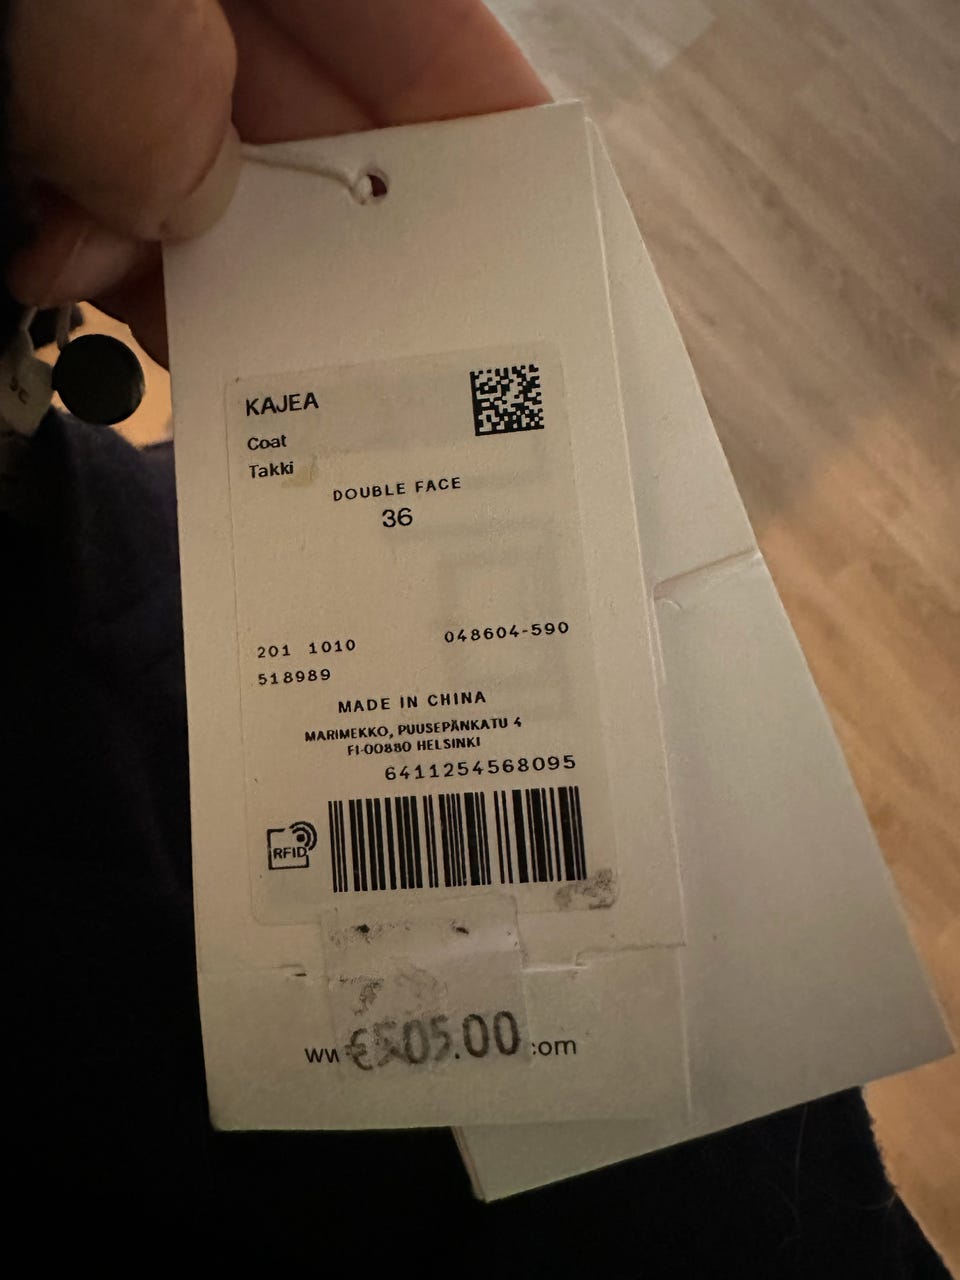 KAJEA
Coat
Takki
DOUBLE FACE
36
201 1010 048604-590
518989
MADE IN CHINA
MARIMEKKO, PUUSEPÄNKATU 4
FI-00880 HELSINKI
6411254568095
RFID
€505.00